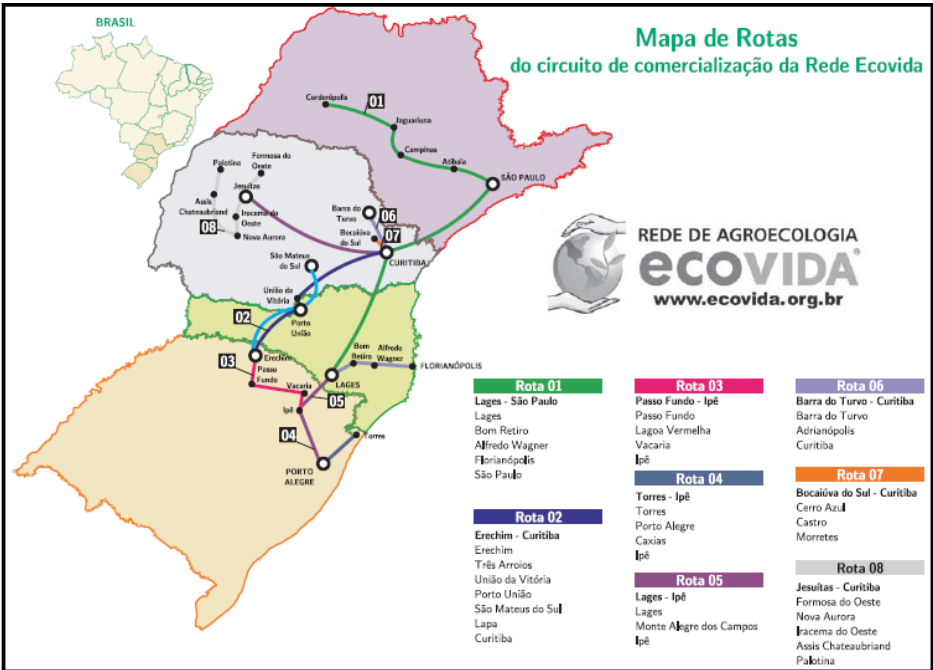 BRASIL
Mapa de Rotas
do circuito de comercialização da Rede Ecovida
Corderópolis
01
Jaguariuna
Campinas
Atibaia
SÃO PAULO
Palotina
Formosa do
Oeste
Jesuítas
Assis
Chateaubriand
Iracema do
Oeste
08
Nova Aurora
Barra do
Turvo
06
Bocaiúva
do Sul
07
CURITIBA
São Mateus
do Sul
União da
Vitória
Porto
União
02
Erechim
03
Passo
Fundo
Vacaria
05
Ipê
04
Bom
Retiro
Alfredo
Wagner
FLORIANÓPOLIS
LAGES
Torres
PORTO
ALEGRE
REDE DE AGROECOLOGIA
ecoVIDA®
www.ecovida.org.br
Rota 01
Lages - São Paulo
Lages
Bom Retiro
Alfredo Wagner
Florianópolis
São Paulo
Rota 02
Erechim - Curitiba
Erechim
Três Arroios
União da Vitória
Porto União
São Mateus do Sul
Lapa
Curitiba
Rota 03
Passo Fundo - Ipê
Passo Fundo
Lagoa Vermelha
Vacaria
Ipê
Rota 04
Torres - Ipê
Torres
Porto Alegre
Caxias
Ipê
Rota 05
Lages - Ipê
Lages
Monte Alegre dos Campos
Ipê
Rota 06
Barra do Turvo - Curitiba
Barra do Turvo
Adrianópolis
Curitiba
Rota 07
Bocaiúva do Sul - Curitiba
Cerro Azul
Castro
Morretes
Rota 08
Jesuítas - Curitiba
Formosa do Oeste
Nova Aurora
Iracema do Oeste
Assis Chateaubriand
Palotina